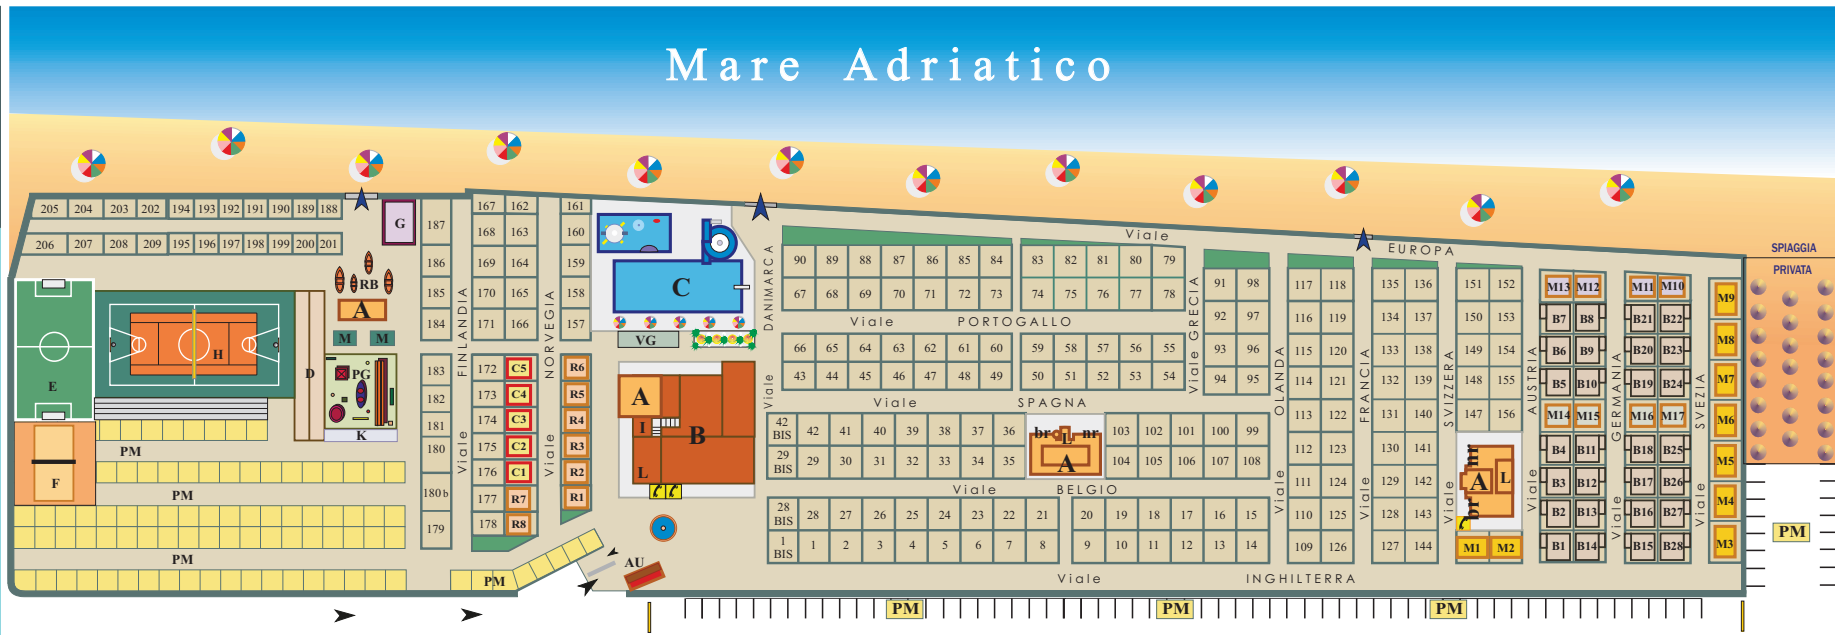 Mare Adriatico
SPIAGGIA
PRIVATA
Viale EUROPA
205 204 203 202 194 193 192 191 190 189 188
206 207 208 209 195 196 197 198 199 200 201
G
RB
A
M M
PG
K
D
H
E
F
PM
PM
PM
PM
187
186
185
184
183
182
181
180
180b
179
Viale FINLANDIA
167 162
168 163
169 164
170 165
171 166
172 C5
173 C4
174 C3
175 C2
176 C1
177 R7
178 R8
Viale NORVEGIA
161
160
159
158
157
R6
R5
R4
R3
R2
R1
C
VG
A
I
B
L
AU
Viale DANIMARCA
90 89 88 87 86 85 84 83 82 81 80 79
67 68 69 70 71 72 73 74 75 76 77 78
Viale PORTOGALLO
66 65 64 63 62 61 60 59 58 57 56 55
43 44 45 46 47 48 49 50 51 52 53 54
Viale SPAGNA
42 BIS 42 41 40 39 38 37 36 103 102 101 100 99
29 BIS 29 30 31 32 33 34 35 104 105 106 107 108
br L nr
A
Viale BELGIO
28 BIS 28 27 26 25 24 23 22 21 20 19 18 17 16 15
1 BIS 1 2 3 4 5 6 7 8 9 10 11 12 13 14
Viale INGHILTERRA
Viale GRECIA
91 98
92 97
93 96
94 95
Viale OLANDA
117 118
116 119
115 120
114 121
113 122
112 123
111 124
110 125
109 126
Viale FRANCIA
135 136
134 137
133 138
132 139
131 140
130 141
129 142
128 143
127 144
Viale SVIZZERA
151 152
150 153
149 154
148 155
147 156
nr
A L
br
M1 M2
Viale AUSTRIA
M13 M12
B7 B8
B6 B9
B5 B10
M14 M15
B4 B11
B3 B12
B2 B13
B1 B14
Viale GERMANIA
M11 M10
B21 B22
B20 B23
B19 B24
M16 M17
B18 B25
B17 B26
B16 B27
B15 B28
Viale SVEZIA
M9
M8
M7
M6
M5
M4
M3
PM
PM PM PM